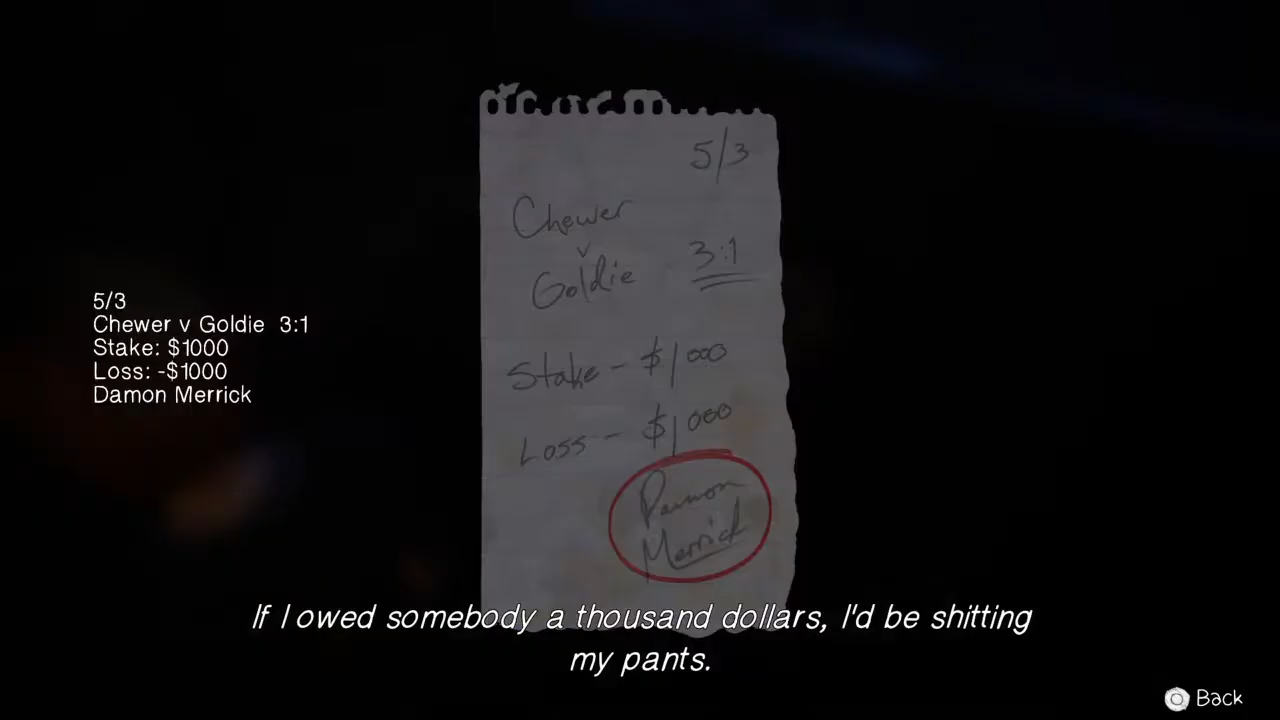 5/3
Chewer
v
Goldie 3:1
Stake - $1000
Loss - $1000
Damon
Merrick
5/3
Chewer v Goldie 3:1
Stake: $1000
Loss: -$1000
Damon Merrick
If I owed somebody a thousand dollars, I'd be shitting
my pants.
Back